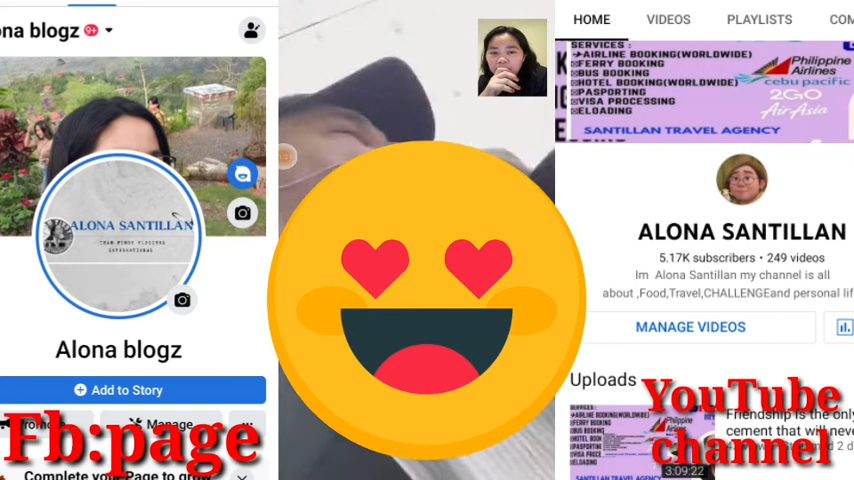 ona blogz 9+
ALONA SANTILLAN
Alona blogz
Add to Story
Manage
Fb:page
Complete your Page to grow
HOME VIDEOS PLAYLISTS COM
SERVICES :
AIRLINE BOOKING(WORLDWIDE)
FERRY BOOKING
BUS BOOKING
HOTEL BOOKING(WORLDWIDE)
PASPORTING
VISA PROCESSING
ELOADING
Philippine
Airlines
cebu pacific
2GO
AirAsia
SANTILLAN TRAVEL AGENCY
ALONA SANTILLAN
5.17K subscribers • 249 videos
Im Alona Santillan my channel is all
about ,Food,Travel,CHALLENGEand personal lif
MANAGE VIDEOS
Uploads
YouTube
channel
Friendship is the only
cement that will neve
3:09:22